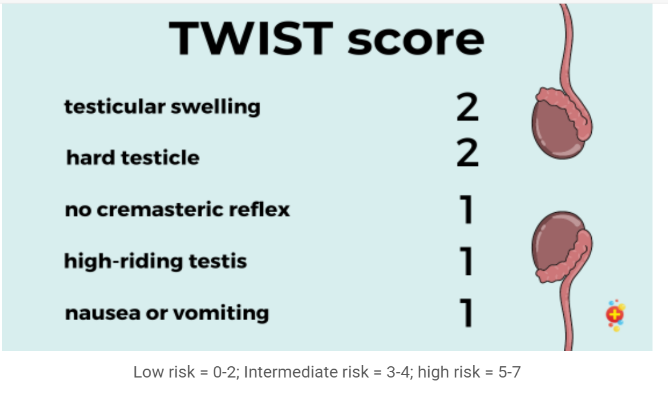 TWIST score
testicular swelling 2
hard testicle 2
no cremasteric reflex 1
high-riding testis 1
nausea or vomiting 1
Low risk = 0-2; Intermediate risk = 3-4; high risk = 5-7